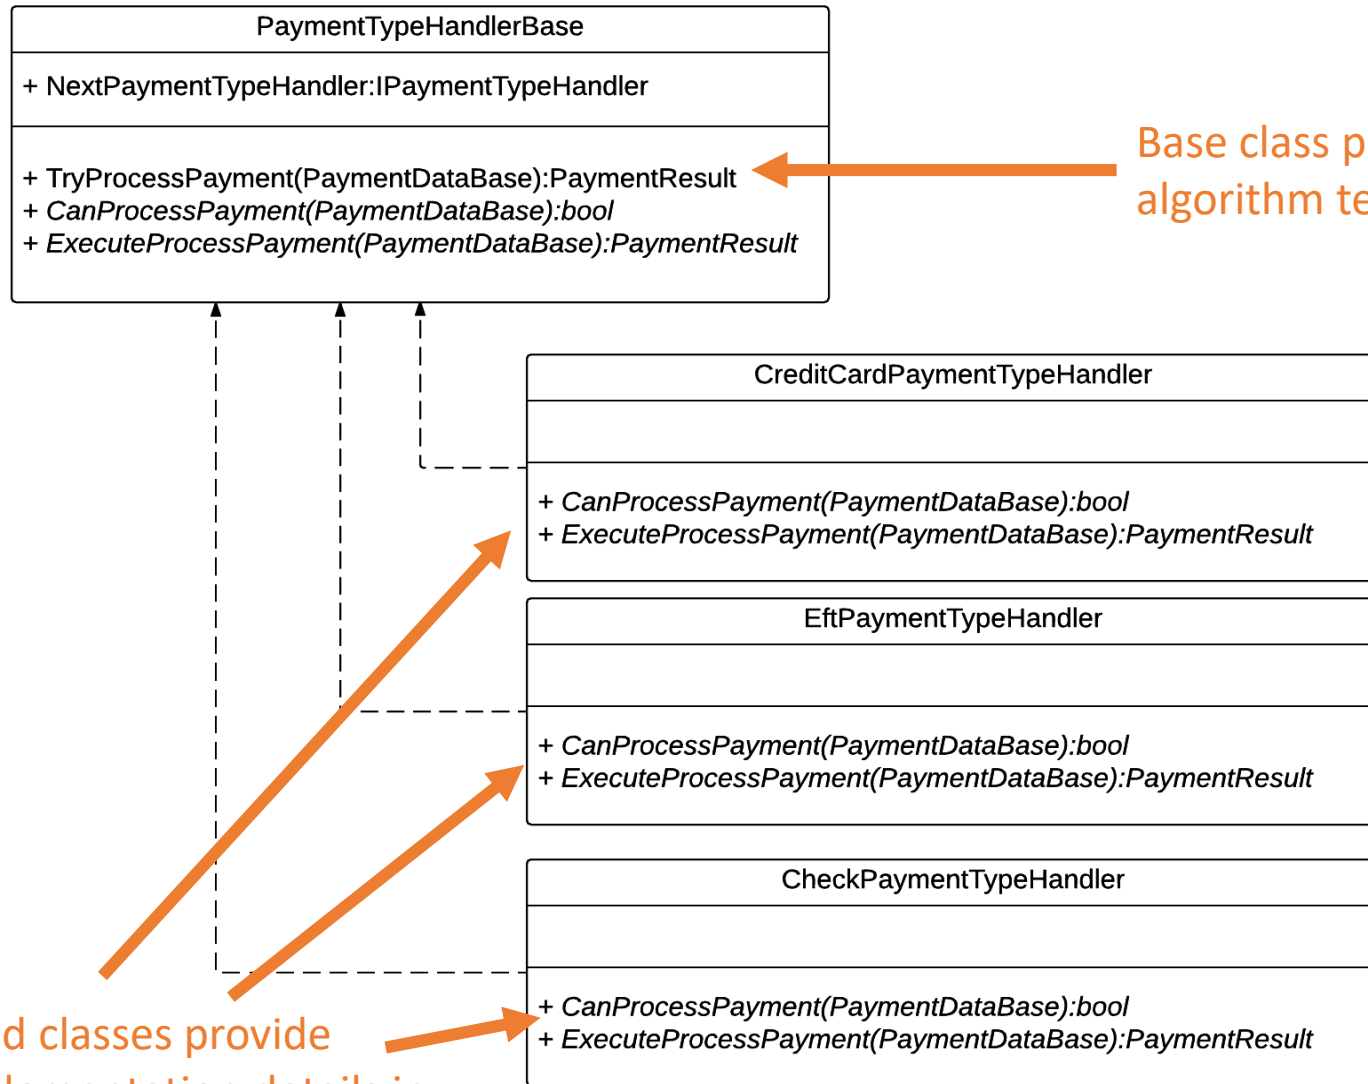 PaymentTypeHandlerBase
+ NextPaymentTypeHandler:IPaymentTypeHandler
+ TryProcessPayment(PaymentDataBase):PaymentResult
+ CanProcessPayment(PaymentDataBase):bool
+ ExecuteProcessPayment(PaymentDataBase):PaymentResult
Base class p
algorithm te
CreditCardPaymentTypeHandler
+ CanProcessPayment(PaymentDataBase):bool
+ ExecuteProcessPayment(PaymentDataBase):PaymentResult
EftPaymentTypeHandler
+ CanProcessPayment(PaymentDataBase):bool
+ ExecuteProcessPayment(PaymentDataBase):PaymentResult
CheckPaymentTypeHandler
+ CanProcessPayment(PaymentDataBase):bool
+ ExecuteProcessPayment(PaymentDataBase):PaymentResult
d classes provide